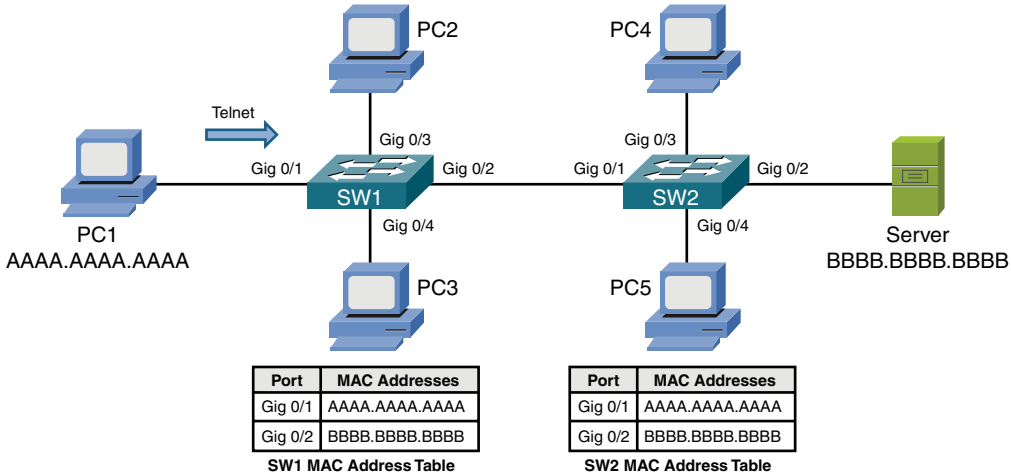 PC2
PC4
Telnet
Gig 0/3
Gig 0/3
Gig 0/1
Gig 0/2
Gig 0/1
Gig 0/2
SW1
SW2
Gig 0/4
Gig 0/4
PC1
AAAA.AAAA.AAAA
Server
BBBB.BBBB.BBBB
PC3
PC5
Port MAC Addresses
Gig 0/1 AAAA.AAAA.AAAA
Gig 0/2 BBBB.BBBB.BBBB
SW1 MAC Address Table
Port MAC Addresses
Gig 0/1 AAAA.AAAA.AAAA
Gig 0/2 BBBB.BBBB.BBBB
SW2 MAC Address Table